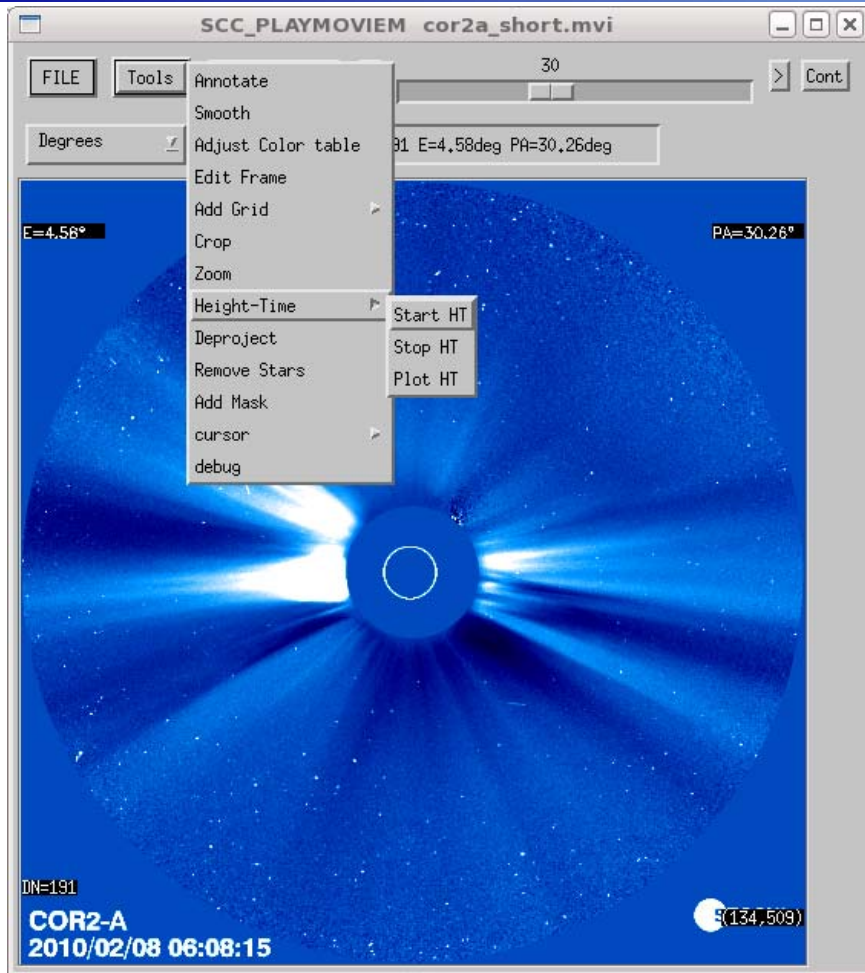 SCC_PLAYMOVIEM cor2a_short.mvi
FILE
Tools
30
>
Cont
Degrees
91 E=4.58deg PA=30.26deg
Annotate
Smooth
Adjust Color table
Edit Frame
Add Grid
Crop
Zoom
Height-Time
Deproject
Remove Stars
Add Mask
cursor
debug
Start HT
Stop HT
Plot HT
E=4.56°
PA=30.26°
DN=191
COR2-A
2010/02/08 06:08:15
(134,509)